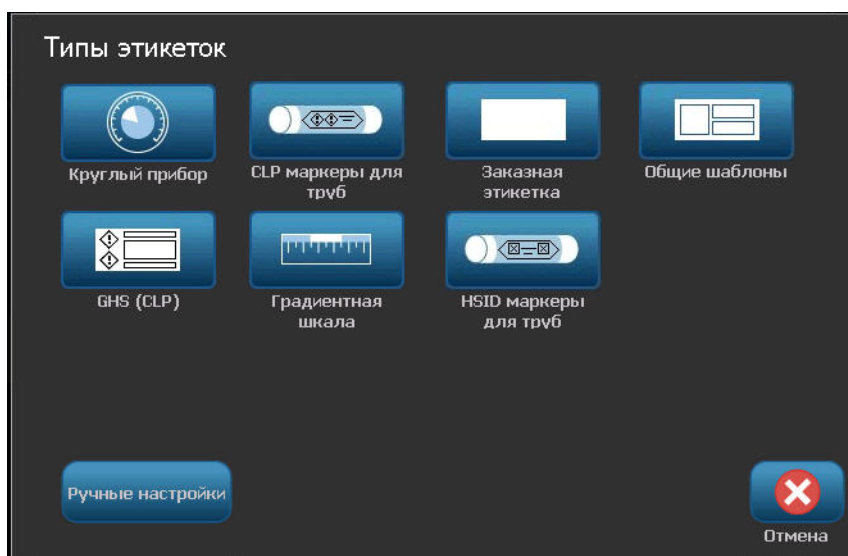 Типы этикеток
Круглый прибор
CLP маркеры для
труб
Заказная
этикетка
Общие шаблоны
GHS (CLP)
Градиентная
шкала
HSID маркеры
для труб
Ручные настройки
Отмена